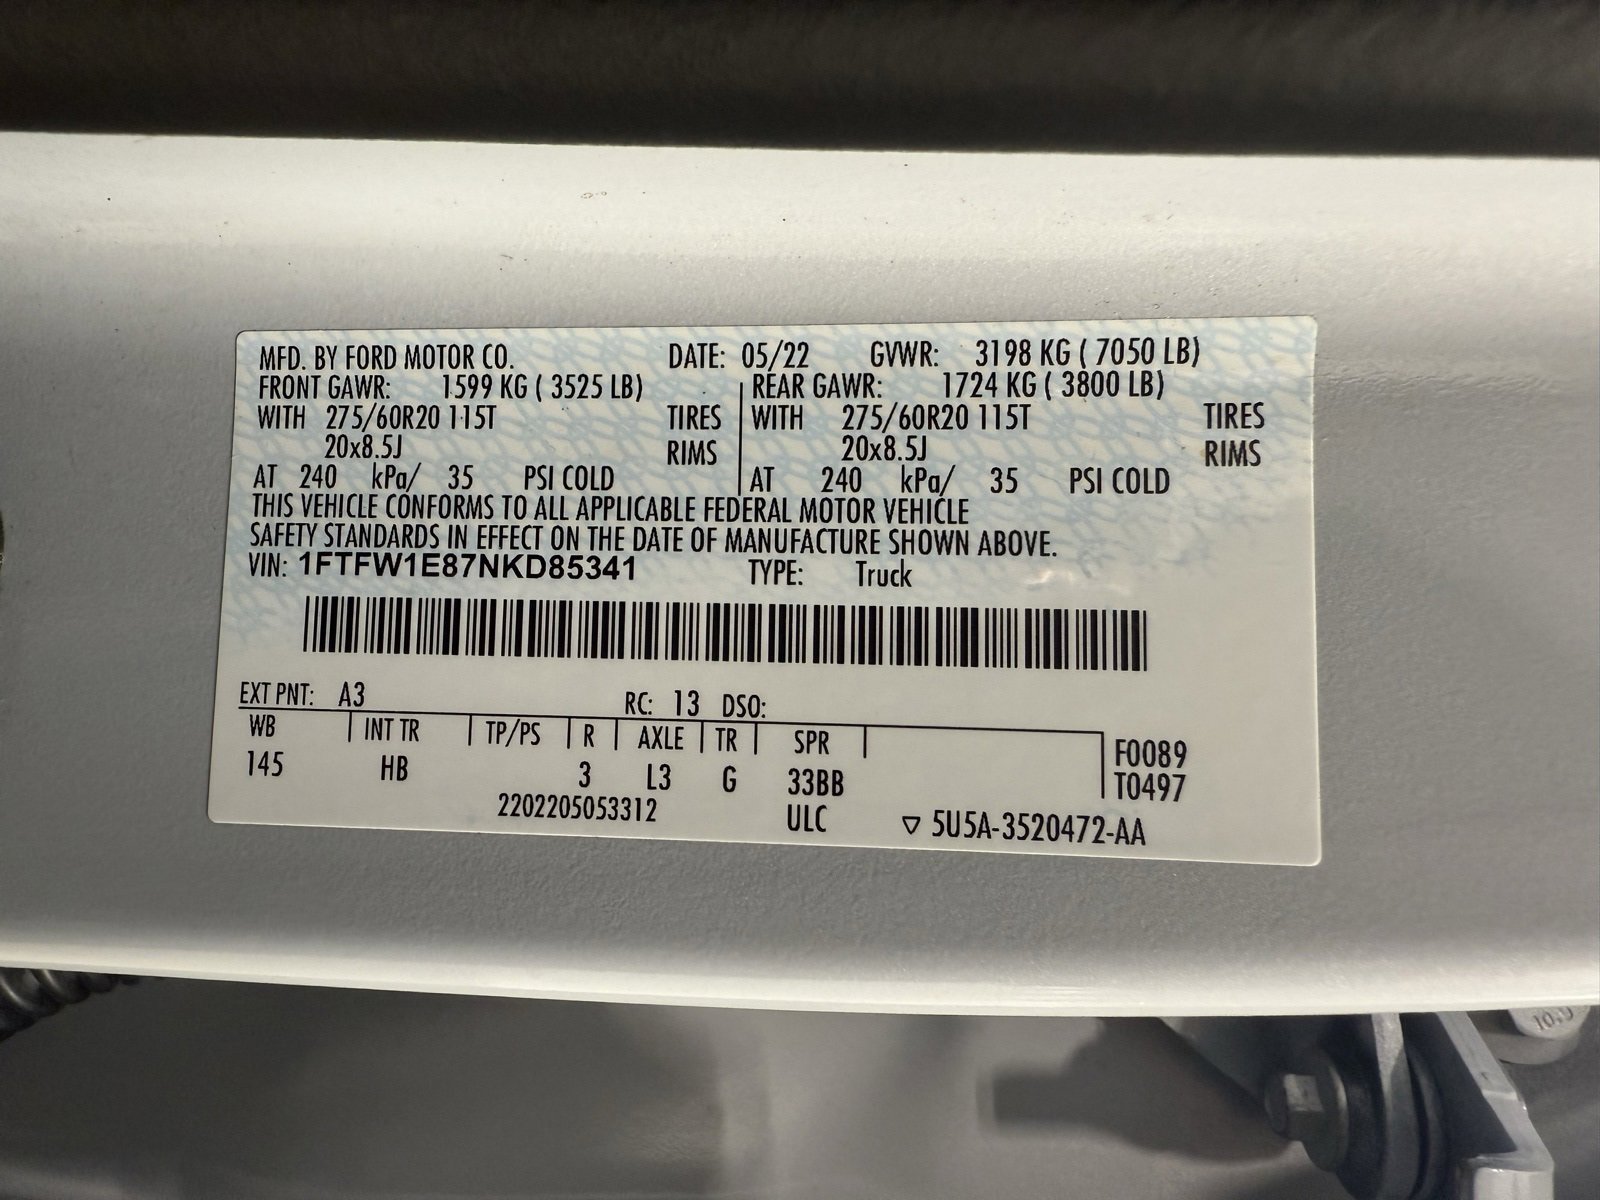 MFD. BY FORD MOTOR CO. DATE: 05/22 GVWR: 3198 KG ( 7050 LB)
FRONT GAWR: 1599 KG ( 3525 LB) REAR GAWR: 1724 KG ( 3800 LB)
WITH 275/60R20 115T TIRES WITH 275/60R20 115T TIRES
20x8.5J RIMS 20x8.5J RIMS
AT 240 kPa/ 35 PSI COLD AT 240 kPa/ 35 PSI COLD
THIS VEHICLE CONFORMS TO ALL APPLICABLE FEDERAL MOTOR VEHICLE
SAFETY STANDARDS IN EFFECT ON THE DATE OF MANUFACTURE SHOWN ABOVE.
VIN: 1FTFW1E87NKD85341 TYPE: Truck
EXT PNT: A3 RC: 13 DSO:
WB INT TR TP/PS R AXLE TR SPR F0089
145 HB 3 L3 G 33BB T0497
2202205053312 ULC ▽ 5U5A-3520472-AA
10.9